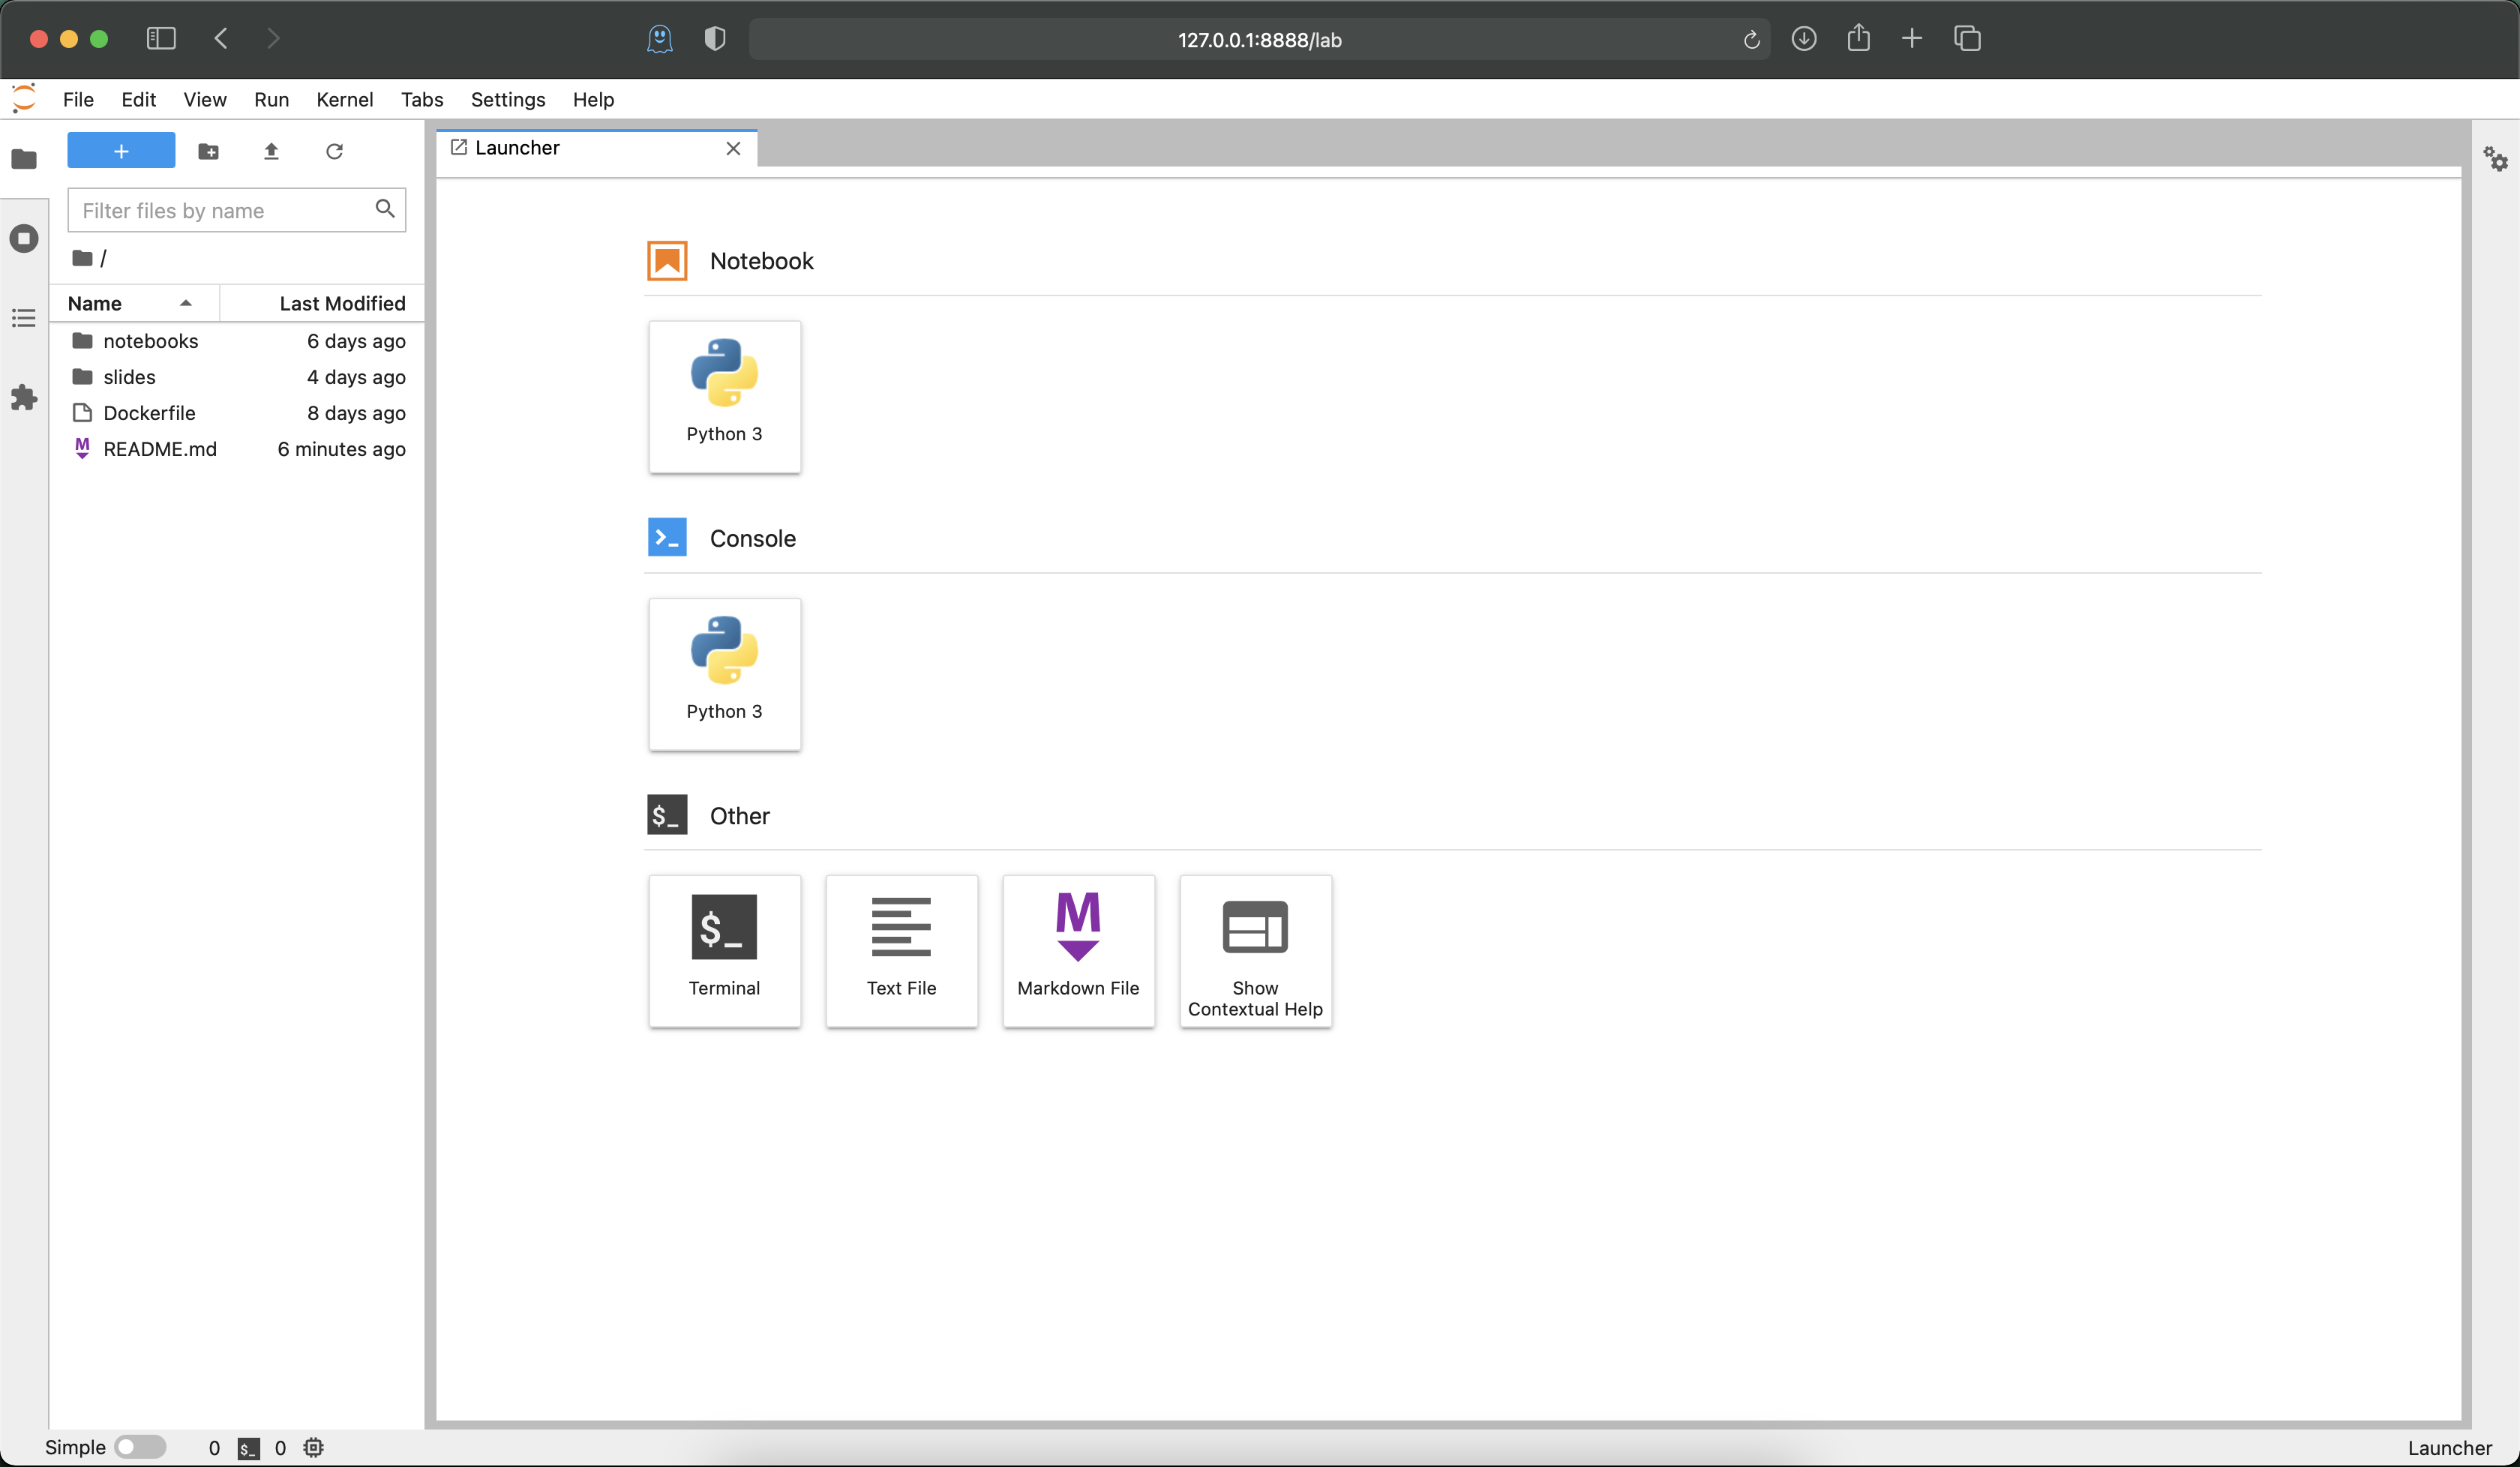 127.0.0.1:8888/lab
File Edit View Run Kernel Tabs Settings Help
+
Launcher
Filter files by name
/
Name Last Modified
notebooks 6 days ago
slides 4 days ago
Dockerfile 8 days ago
M README.md 6 minutes ago
Notebook
Python 3
>_ Console
Python 3
$_ Other
$_
M
Terminal Text File Markdown File Show
Contextual Help
Simple 0 $_ 0 Launcher